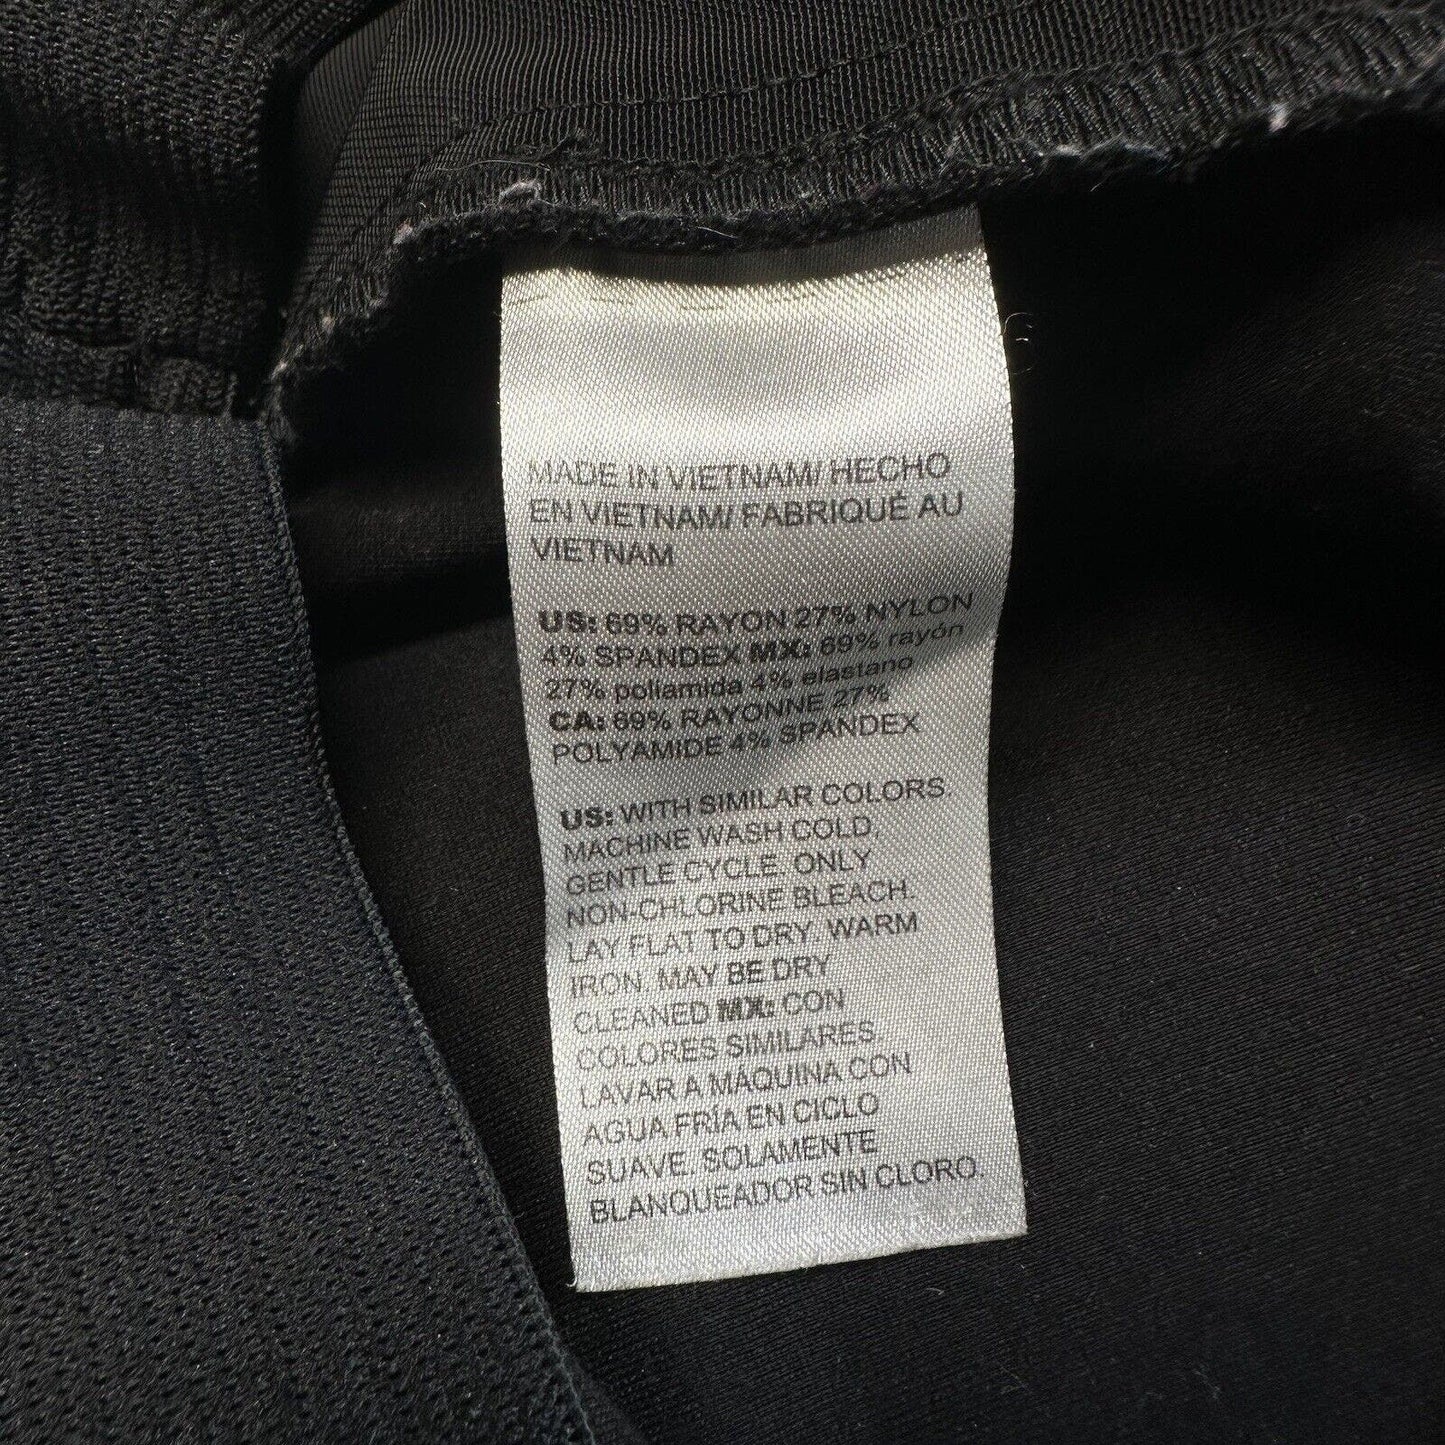 MADE IN VIETNAM/ HECHO
EN VIETNAM/ FABRIQUÉ AU
VIETNAM
US: 69% RAYON 27% NYLON
4% SPANDEX MX: 69% rayón
27% poliamida 4% elastano
CA: 69% RAYONNE 27%
POLYAMIDE 4% SPANDEX
US: WITH SIMILAR COLORS
MACHINE WASH COLD.
GENTLE CYCLE. ONLY
NON-CHLORINE BLEACH.
LAY FLAT TO DRY. WARM
IRON. MAY BE DRY
CLEANED MX: CON
COLORES SIMILARES
LAVAR A MAQUINA CON
AGUA FRÍA EN CICLO
SUAVE. SOLAMENTE
BLANQUEADOR SIN CLORO.